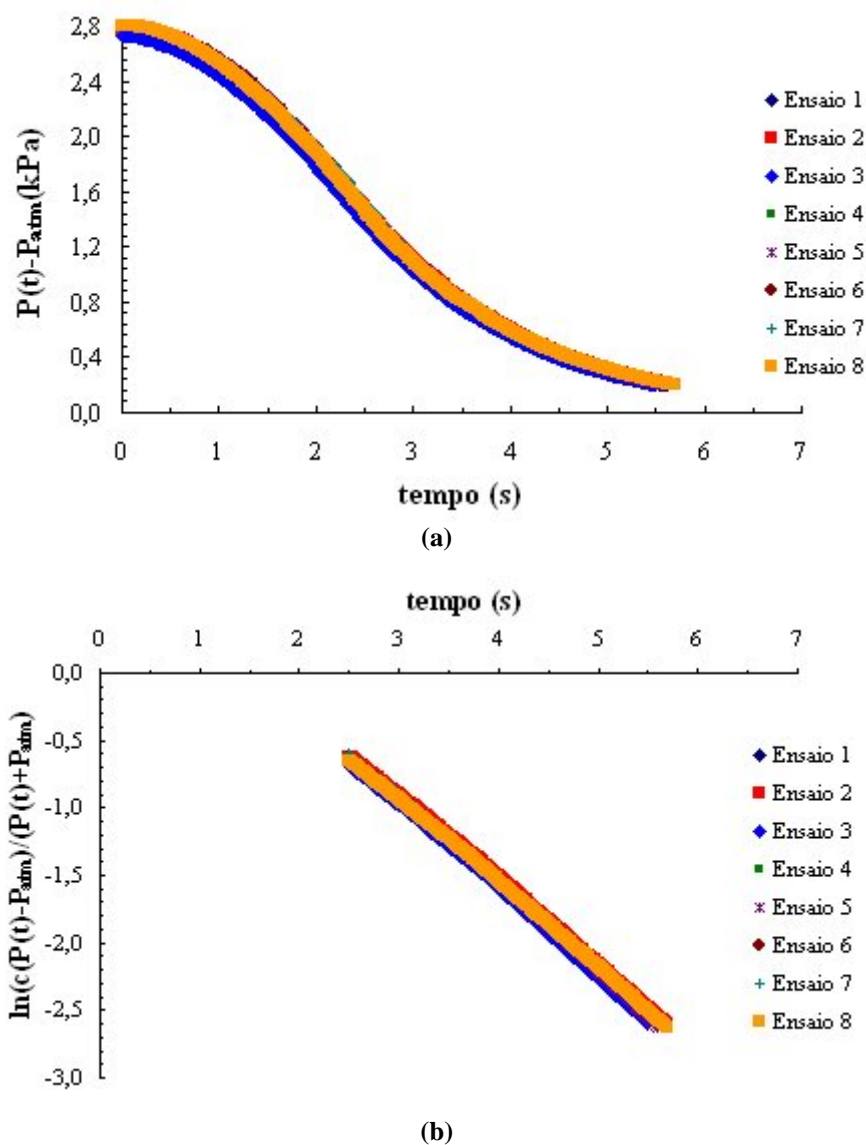 2,8
2,4
2,0
1,6
1,2
0,8
0,4
0,0
P(t)-Patm(kPa)
0 1 2 3 4 5 6 7
tempo (s)
Ensaio 1
Ensaio 2
Ensaio 3
Ensaio 4
Ensaio 5
Ensaio 6
Ensaio 7
Ensaio 8
(a)
tempo (s)
0 1 2 3 4 5 6 7
0,0
-0,5
-1,0
-1,5
-2,0
-2,5
-3,0
ln(c(P(t)-Patm)/(P(t)+Patm)
Ensaio 1
Ensaio 2
Ensaio 3
Ensaio 4
Ensaio 5
Ensaio 6
Ensaio 7
Ensaio 8
(b)